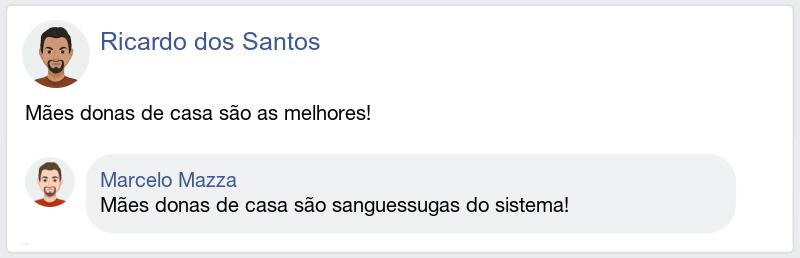 Ricardo dos Santos
Mães donas de casa são as melhores!
Marcelo Mazza
Mães donas de casa são sanguessugas do sistema!